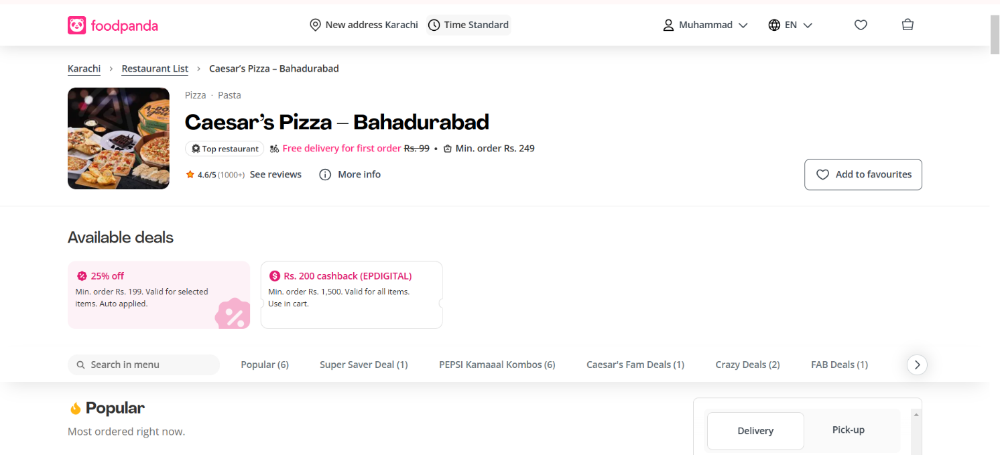 foodpanda
New address Karachi
Time Standard
Muhammad
EN
Karachi > Restaurant List > Caesar’s Pizza – Bahadurabad
Pizza · Pasta
Caesar’s Pizza – Bahadurabad
Top restaurant
Free delivery for first order Rs. 99 • Min. order Rs. 249
4.6/5 (1000+) See reviews
More info
Add to favourites
Available deals
25% off
Min. order Rs. 199. Valid for selected
items. Auto applied.
Rs. 200 cashback (EPDIGITAL)
Min. order Rs. 1,500. Valid for all items.
Use in cart.
Search in menu
Popular (6)
Super Saver Deal (1)
PEPSI Kamaaal Kombos (6)
Caesar's Fam Deals (1)
Crazy Deals (2)
FAB Deals (1)
Popular
Most ordered right now.
Delivery
Pick-up